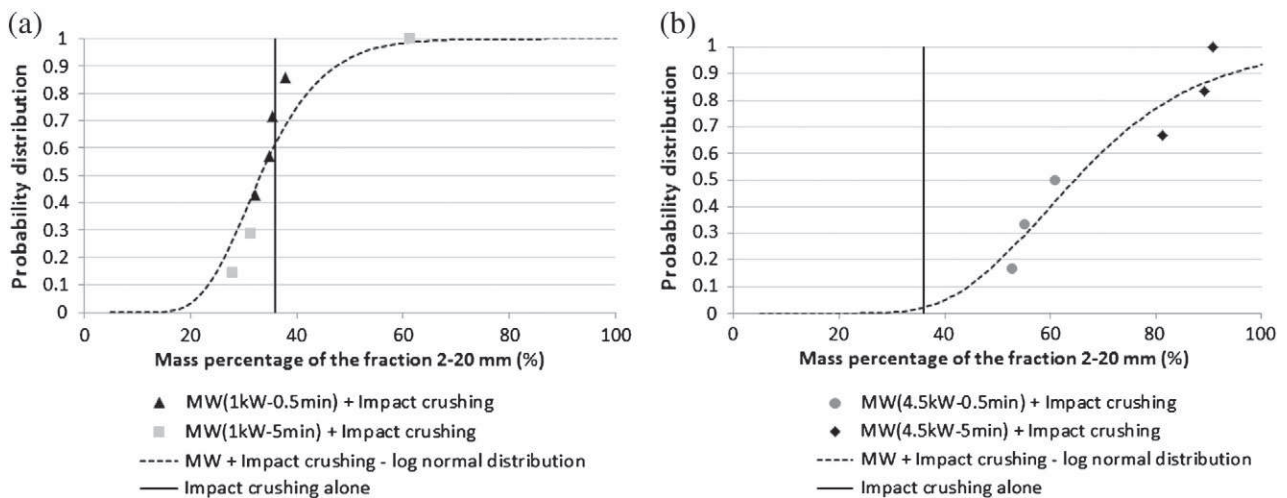 (a)
1
0.9
0.8
0.7
0.6
0.5
0.4
0.3
0.2
0.1
0
Probability distribution
0 20 40 60 80 100
Mass percentage of the fraction 2-20 mm (%)
MW(1kW-0.5min) + Impact crushing
MW(1kW-5min) + Impact crushing
MW + Impact crushing - log normal distribution
Impact crushing alone
(b)
1
0.9
0.8
0.7
0.6
0.5
0.4
0.3
0.2
0.1
0
Probability distribution
0 20 40 60 80 100
Mass percentage of the fraction 2-20 mm (%)
MW(4.5kW-0.5min) + Impact crushing
MW(4.5kW-5min) + Impact crushing
MW + Impact crushing - log normal distribution
Impact crushing alone